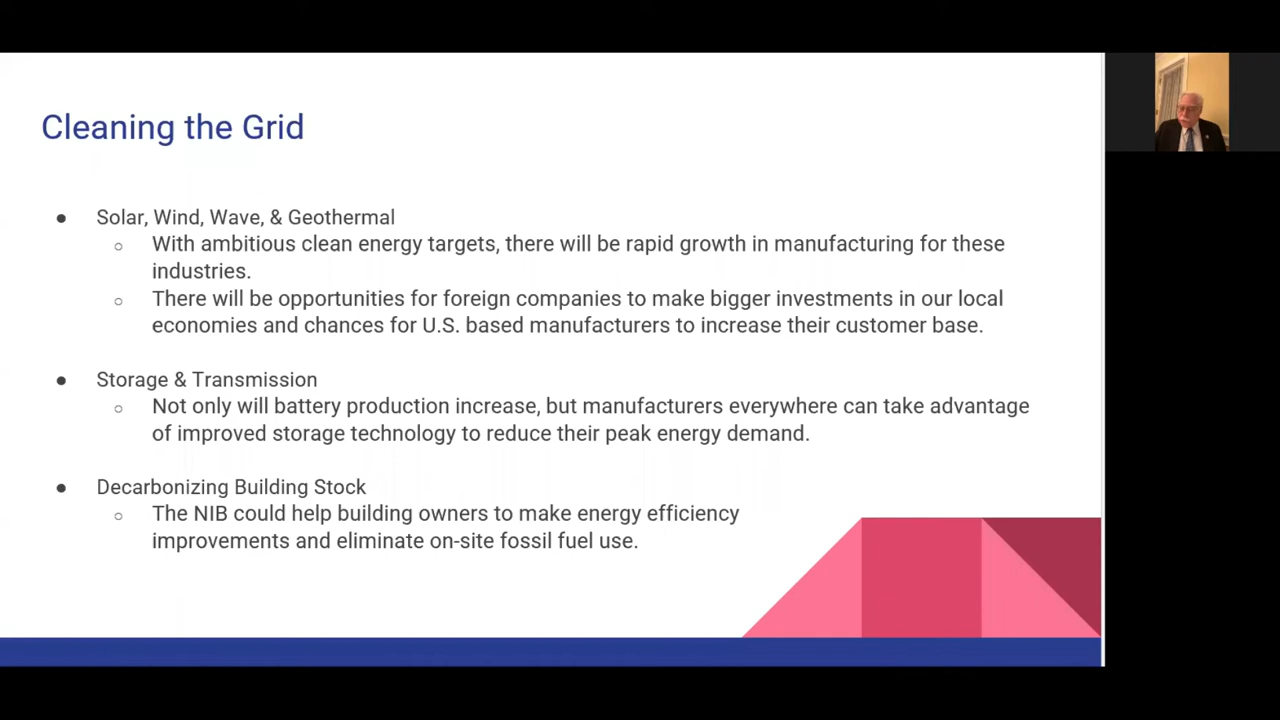 Cleaning the Grid
● Solar, Wind, Wave, & Geothermal
○ With ambitious clean energy targets, there will be rapid growth in manufacturing for these
industries.
○ There will be opportunities for foreign companies to make bigger investments in our local
economies and chances for U.S. based manufacturers to increase their customer base.
● Storage & Transmission
○ Not only will battery production increase, but manufacturers everywhere can take advantage
of improved storage technology to reduce their peak energy demand.
● Decarbonizing Building Stock
○ The NIB could help building owners to make energy efficiency
improvements and eliminate on-site fossil fuel use.